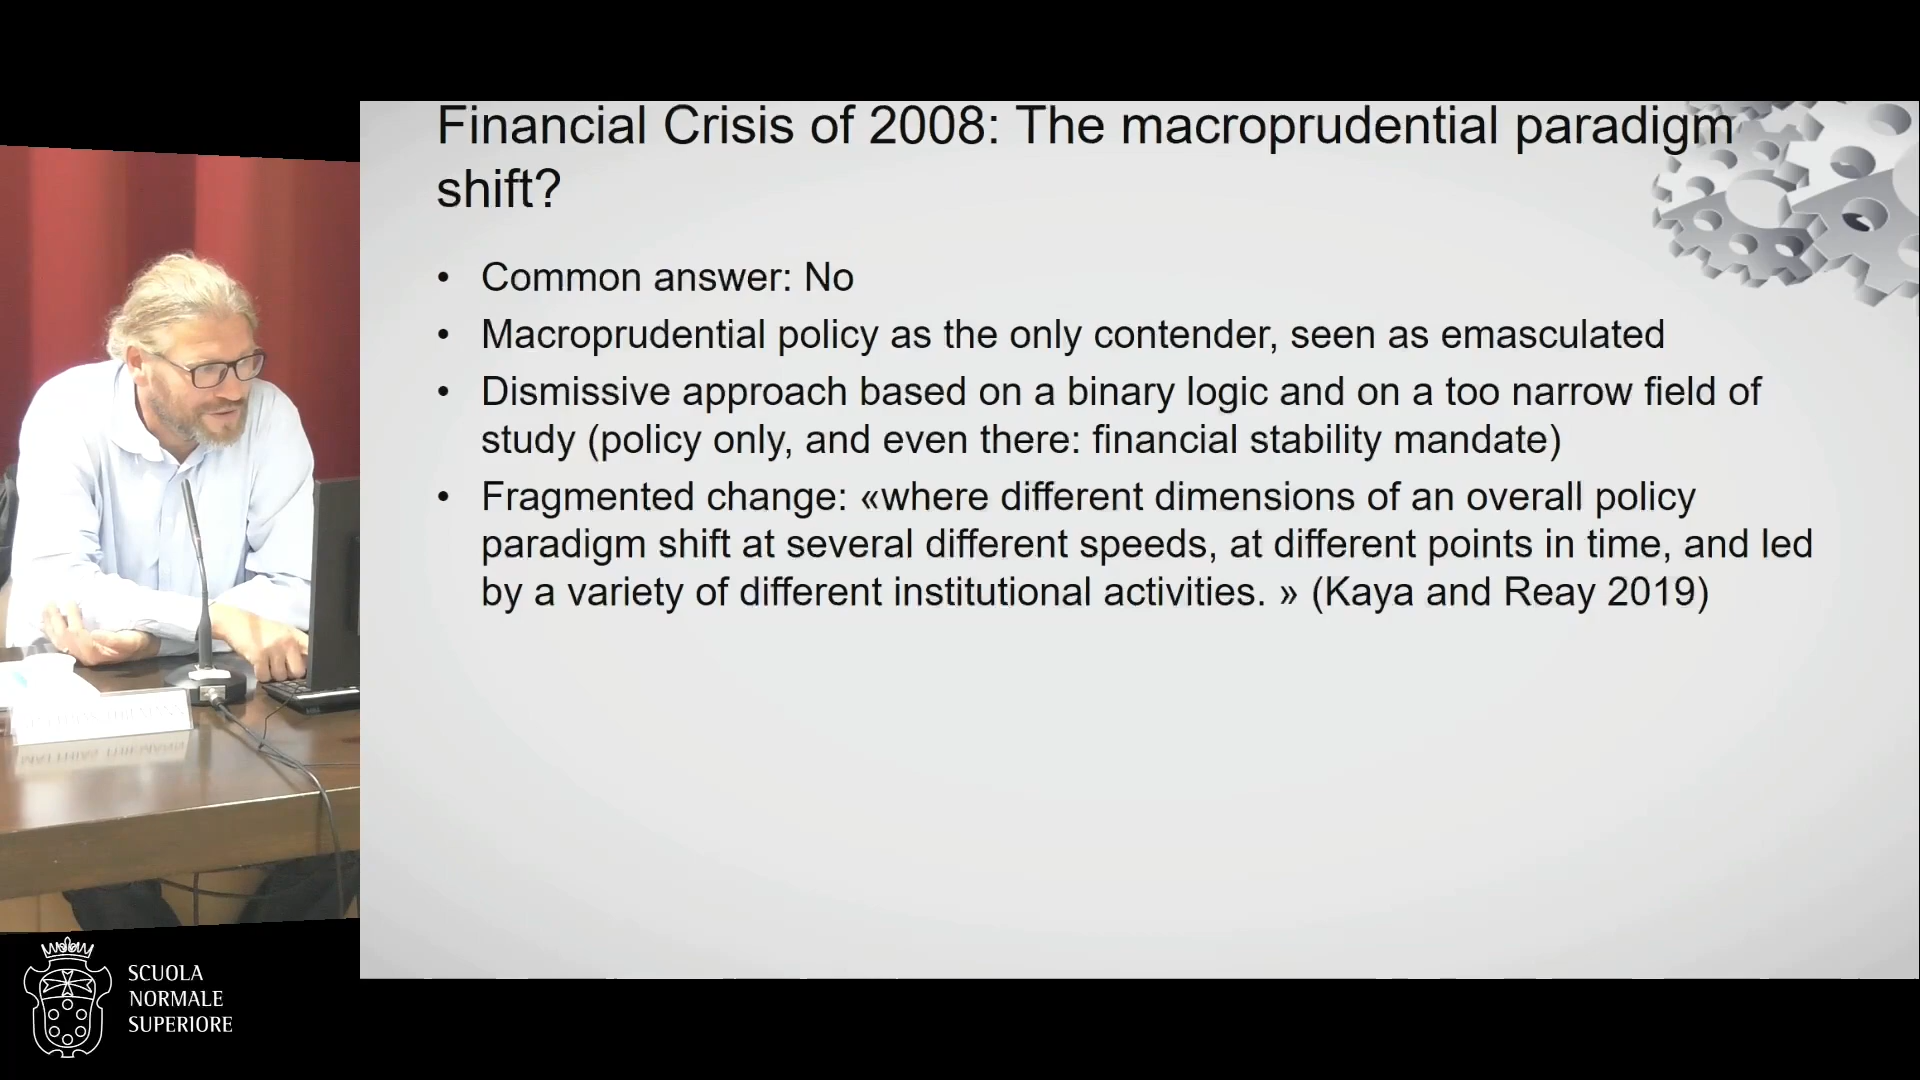 Financial Crisis of 2008: The macroprudential paradigm
shift?
• Common answer: No
• Macroprudential policy as the only contender, seen as emasculated
• Dismissive approach based on a binary logic and on a too narrow field of
study (policy only, and even there: financial stability mandate)
• Fragmented change: «where different dimensions of an overall policy
paradigm shift at several different speeds, at different points in time, and led
by a variety of different institutional activities. » (Kaya and Reay 2019)
SCUOLA
NORMALE
SUPERIORE